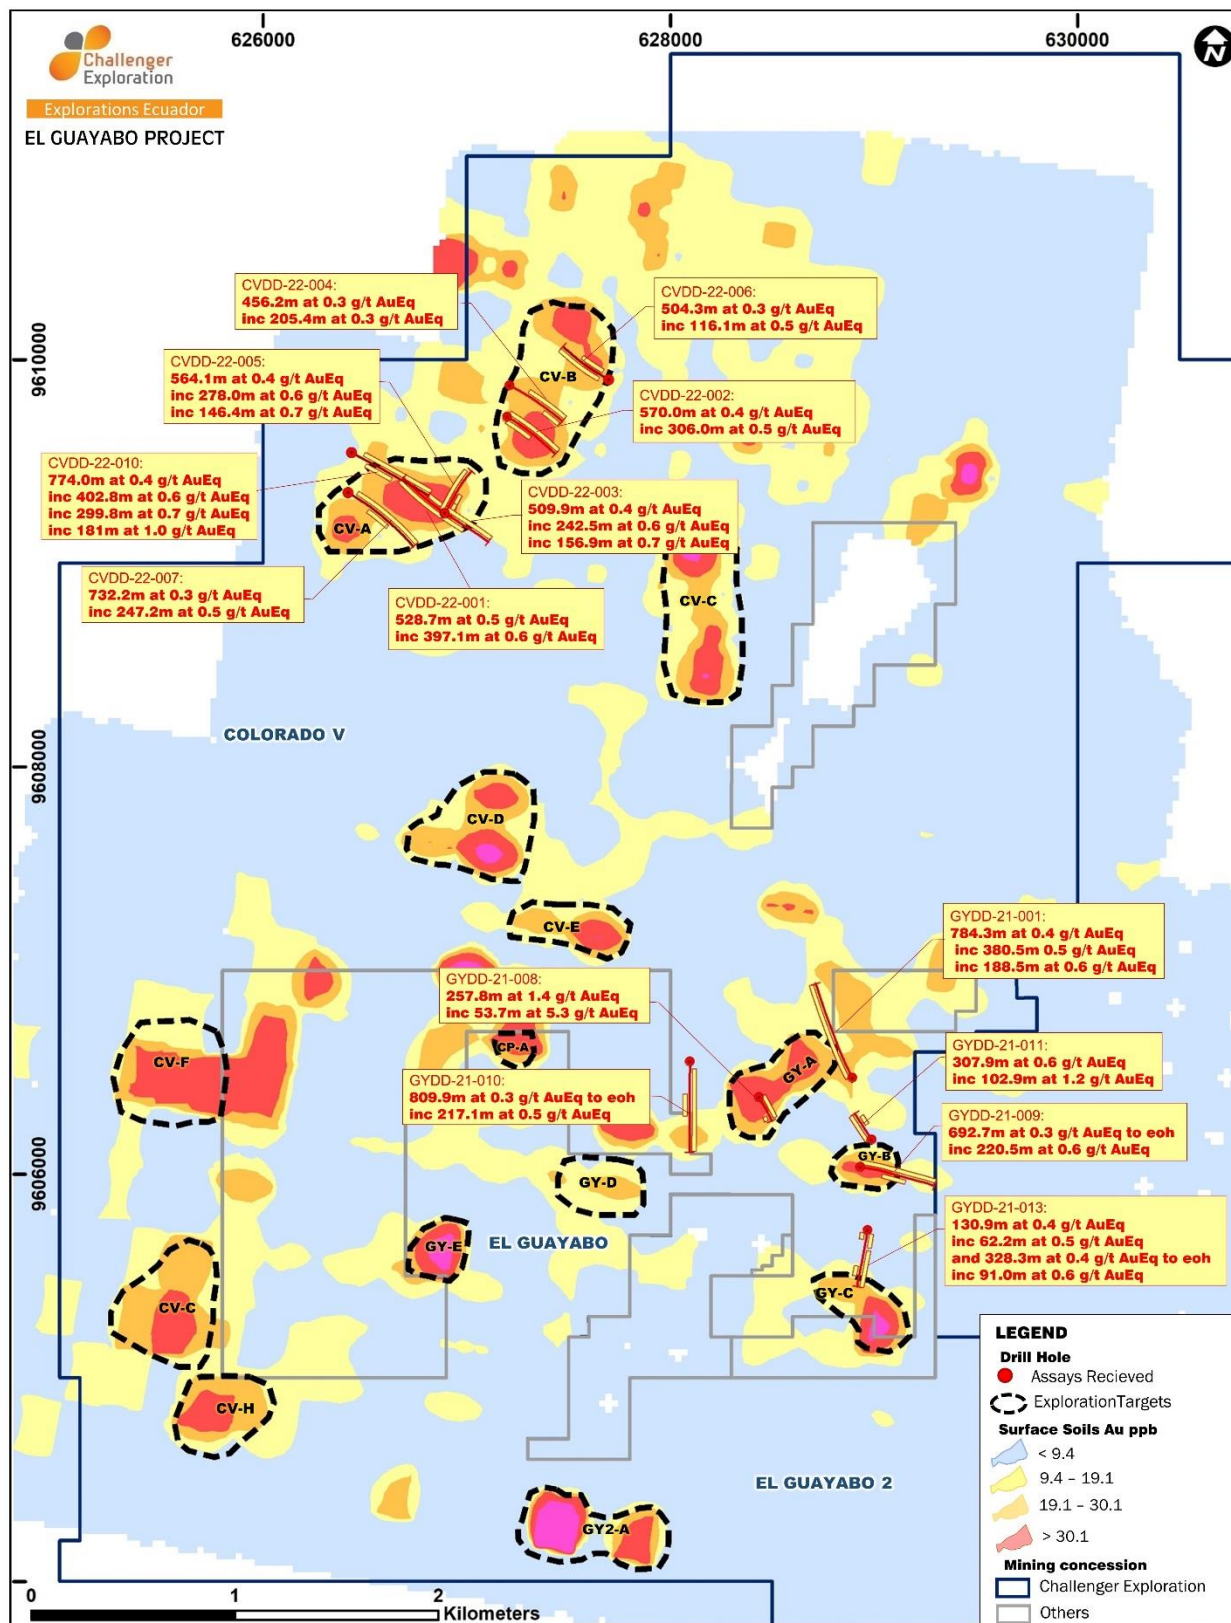 626000
628000
630000
N
Challenger
Exploration
Explorations Ecuador
EL GUAYABO PROJECT
CVDD-22-004:
456.2m at 0.3 g/t AuEq
inc 205.4m at 0.3 g/t AuEq
CVDD-22-006:
504.3m at 0.3 g/t AuEq
inc 116.1m at 0.5 g/t AuEq
9610000
CVDD-22-005:
564.1m at 0.4 g/t AuEq
inc 278.0m at 0.6 g/t AuEq
inc 146.4m at 0.7 g/t AuEq
CV-B
CVDD-22-002:
570.0m at 0.4 g/t AuEq
inc 306.0m at 0.5 g/t AuEq
CVDD-22-010:
774.0m at 0.4 g/t AuEq
inc 402.8m at 0.6 g/t AuEq
inc 299.8m at 0.7 g/t AuEq
inc 181m at 1.0 g/t AuEq
CV-A
CVDD-22-003:
509.9m at 0.4 g/t AuEq
inc 242.5m at 0.6 g/t AuEq
inc 156.9m at 0.7 g/t AuEq
CVDD-22-007:
732.2m at 0.3 g/t AuEq
inc 247.2m at 0.5 g/t AuEq
CVDD-22-001:
528.7m at 0.5 g/t AuEq
inc 397.1m at 0.6 g/t AuEq
CV-C
COLORADO V
9608000
CV-D
CV-E
GYDD-21-001:
784.3m at 0.4 g/t AuEq
inc 380.5m 0.5 g/t AuEq
inc 188.5m at 0.6 g/t AuEq
GYDD-21-008:
257.8m at 1.4 g/t AuEq
inc 53.7m at 5.3 g/t AuEq
CP-A
CV-F
GY-A
GYDD-21-011:
307.9m at 0.6 g/t AuEq
inc 102.9m at 1.2 g/t AuEq
GYDD-21-010:
809.9m at 0.3 g/t AuEq to eoh
inc 217.1m at 0.5 g/t AuEq
GYDD-21-009:
692.7m at 0.3 g/t AuEq to eoh
inc 220.5m at 0.6 g/t AuEq
GY-B
9606000
GY-D
GYDD-21-013:
130.9m at 0.4 g/t AuEq
inc 62.2m at 0.5 g/t AuEq
and 328.3m at 0.4 g/t AuEq to eoh
inc 91.0m at 0.6 g/t AuEq
GY-E
EL GUAYABO
GY-C
CV-C
CV-H
EL GUAYABO 2
GY2-A
LEGEND
Drill Hole
Assays Recieved
ExplorationTargets
Surface Soils Au ppb
< 9.4
9.4 – 19.1
19.1 – 30.1
> 30.1
Mining concession
Challenger Exploration
Others
0 1 2
Kilometers